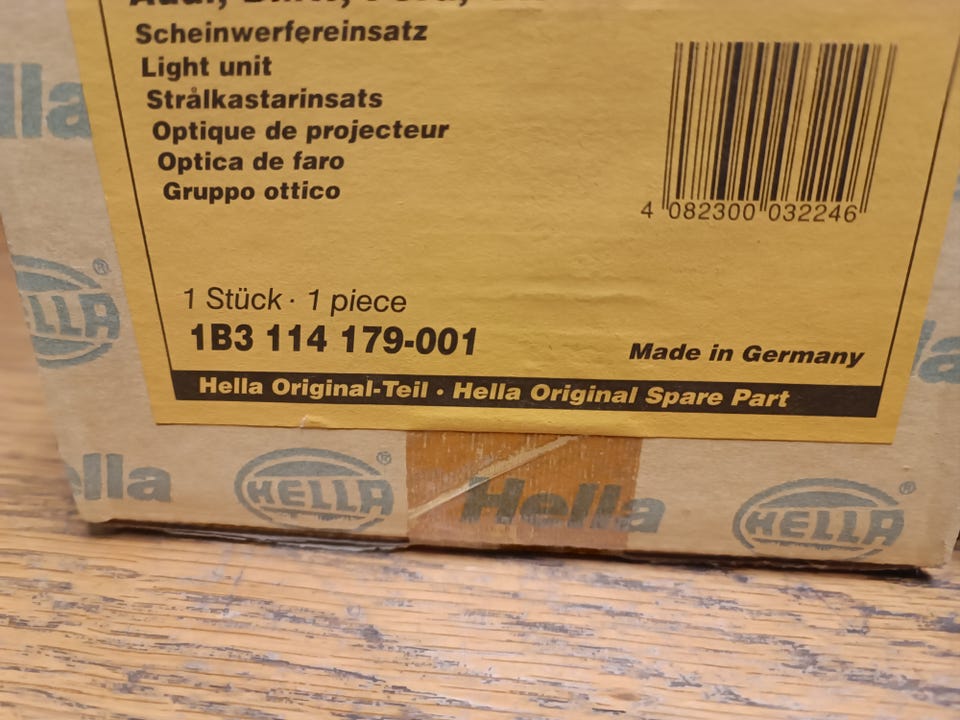 Scheinwerfereinsatz
Light unit
Strålkastarinsats
Optique de projecteur
Optica de faro
Gruppo ottico
4 082300 032246
1 Stück · 1 piece
1B3 114 179-001
Made in Germany
Hella Original-Teil · Hella Original Spare Part
HELLA®
Hella
HELLA®
Hella
HELLA®